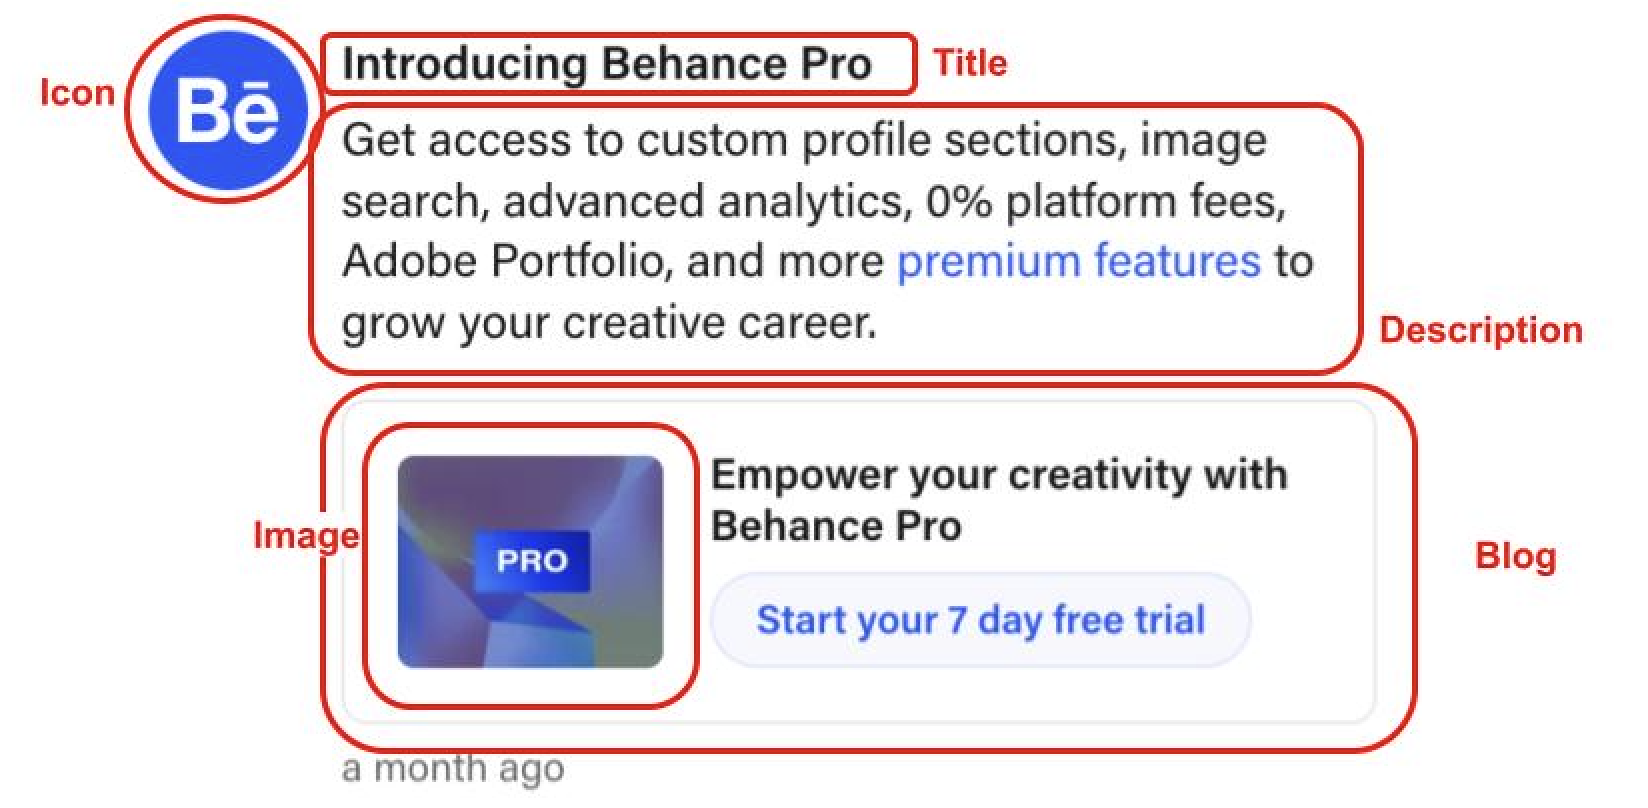 Icon
Bē
Introducing Behance Pro
Title
Get access to custom profile sections, image
search, advanced analytics, 0% platform fees,
Adobe Portfolio, and more premium features to
grow your creative career.
Description
Image
PRO
Empower your creativity with
Behance Pro
Start your 7 day free trial
Blog
a month ago